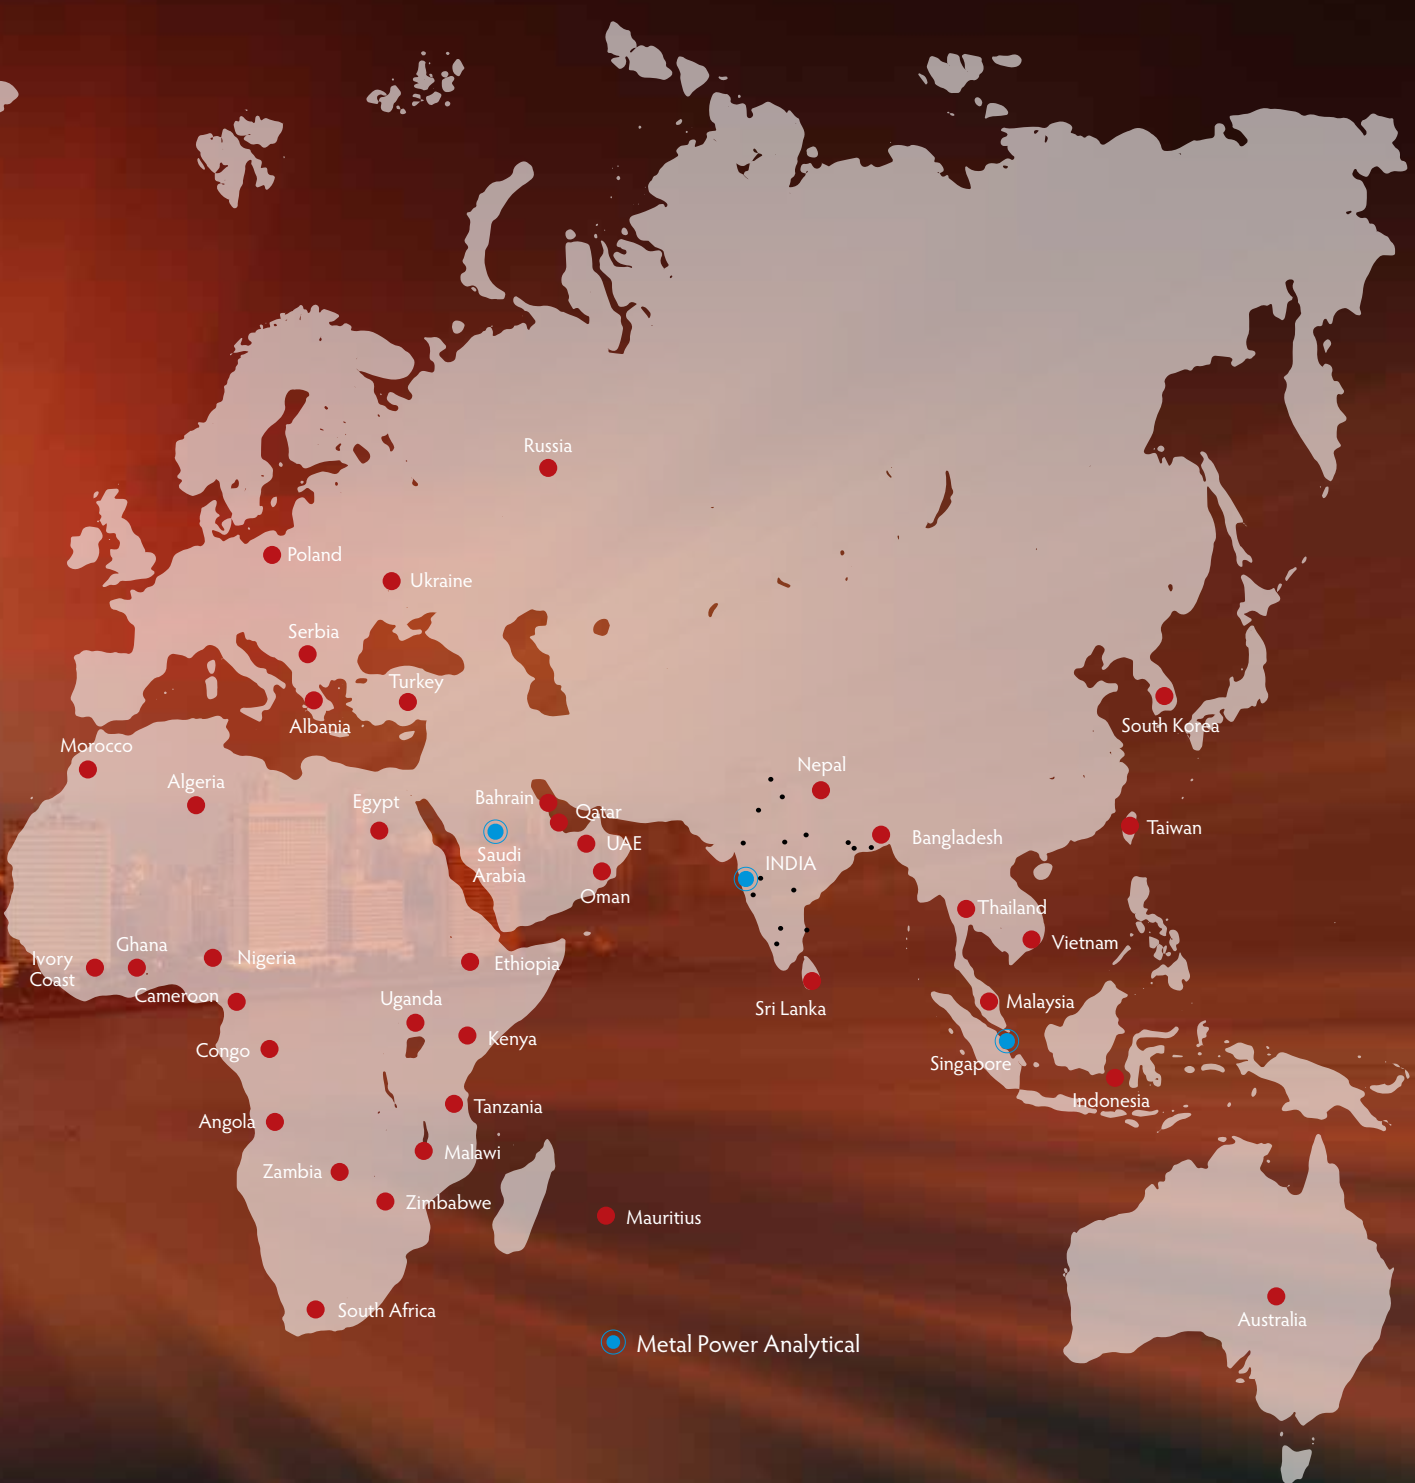 Russia
Poland
Ukraine
Serbia
Turkey
Albania
South Korea
Morocco
Nepal
Algeria
Egypt
Bahrain
Qatar
Taiwan
Bangladesh
UAE
Saudi
Arabia
INDIA
Oman
Thailand
Vietnam
Ghana
Ivory
Coast
Nigeria
Ethiopia
Cameroon
Uganda
Malaysia
Sri Lanka
Kenya
Congo
Singapore
Indonesia
Tanzania
Angola
Malawi
Zambia
Zimbabwe
Mauritius
South Africa
Australia
Metal Power Analytical